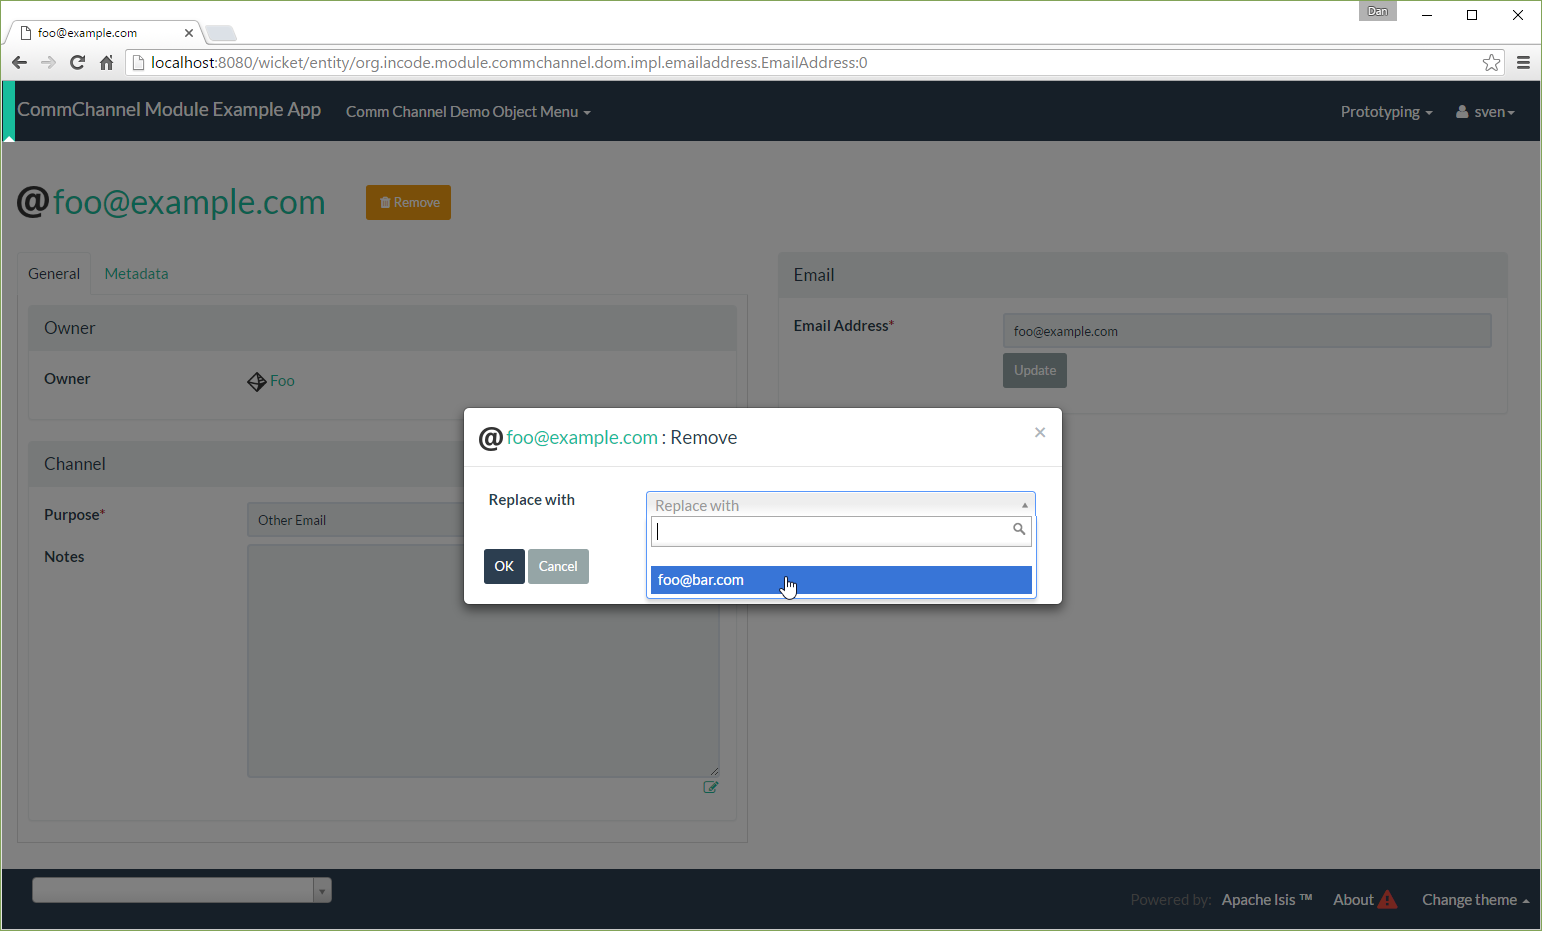 Dan
foo@example.com
localhost:8080/wicket/entity/org.incode.module.commchannel.dom.impl.emailaddress.EmailAddress:0
CommChannel Module Example App Comm Channel Demo Object Menu Prototyping sven
@foo@example.com Remove
General Metadata
Owner
Owner Foo
Channel
Purpose* Other Email
Notes
Email
Email Address* foo@example.com
Update
@foo@example.com : Remove ×
Replace with Replace with
foo@bar.com
OK Cancel
Powered by: Apache Isis ™ About Change theme